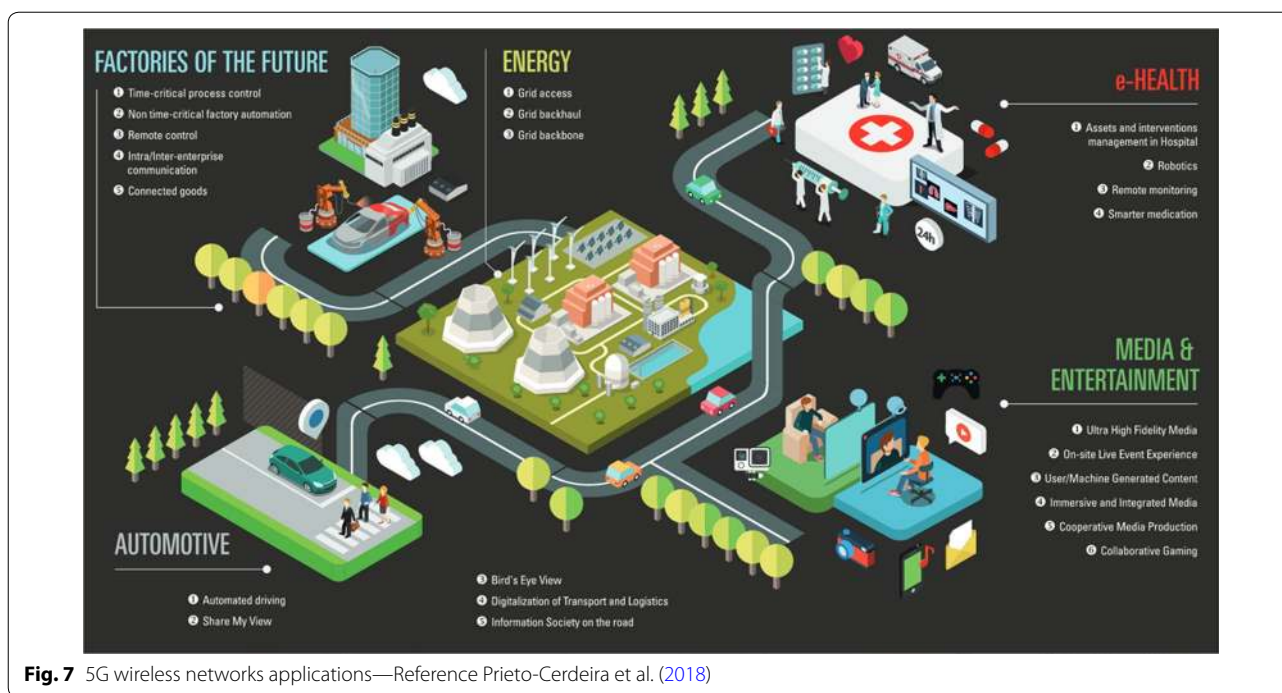 FACTORIES OF THE FUTURE
❶ Time-critical process control
❷ Non time-critical factory automation
❸ Remote control
❹ Intra/Inter-enterprise
communication
❺ Connected goods
ENERGY
❶ Grid access
❷ Grid backhaul
❸ Grid backbone
e-HEALTH
❶ Assets and interventions
management in Hospital
❷ Robotics
❸ Remote monitoring
❹ Smarter medication
24h
MEDIA &
ENTERTAINMENT
❶ Ultra High Fidelity Media
❷ On-site Live Event Experience
❸ User/Machine Generated Content
❹ Immersive and Integrated Media
❺ Cooperative Media Production
❻ Collaborative Gaming
AUTOMOTIVE
❶ Automated driving
❷ Share My View
❸ Bird's Eye View
❹ Digitalization of Transport and Logistics
❺ Information Society on the road
Fig. 7 5G wireless networks applications—Reference Prieto-Cerdeira et al. (2018)